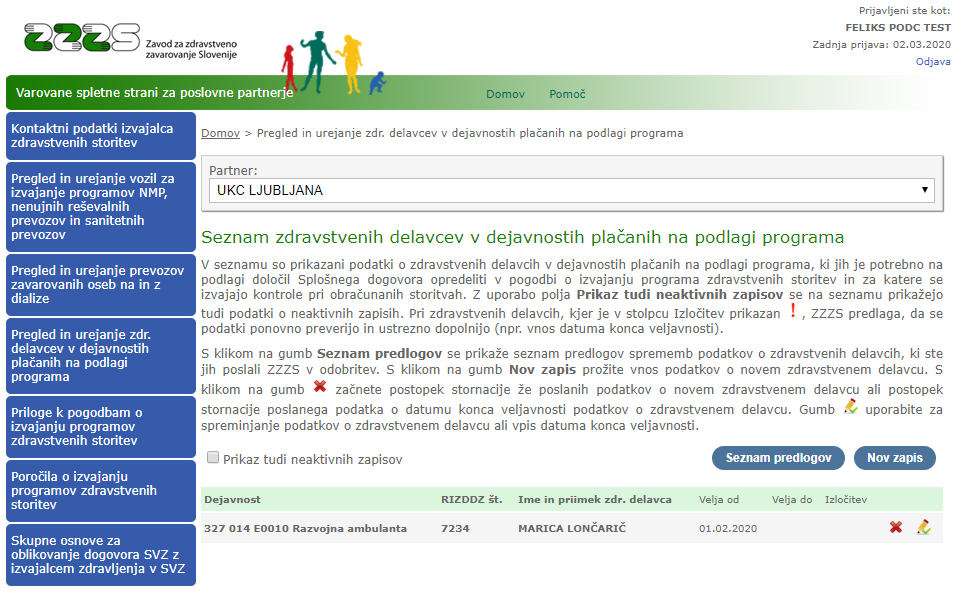 Prijavljeni ste kot:
FELIKS PODC TEST
Zadnja prijava: 02.03.2020
Odjava
ZZZS Zavod za zdravstveno
zavarovanje Slovenije
Varovane spletne strani za poslovne partnerje
Domov Pomoč
Kontaktni podatki izvajalca
zdravstvenih storitev
Pregled in urejanje vozil za
izvajanje programov NMP,
nenujnih reševalnih
prevozov in sanitetnih
prevozov
Pregled in urejanje prevozov
zavarovanih oseb na in z
dialize
Pregled in urejanje zdr.
delavcev v dejavnostih
plačanih na podlagi
programa
Priloge k pogodbam o
izvajanju programov
zdravstvenih storitev
Poročila o izvajanju
programov zdravstvenih
storitev
Skupne osnove za
oblikovanje dogovora SVZ z
izvajalcem zdravljenja v SVZ
Domov > Pregled in urejanje zdr. delavcev v dejavnostih plačanih na podlagi programa
Partner:
UKC LJUBLJANA
Seznam zdravstvenih delavcev v dejavnostih plačanih na podlagi programa
V seznamu so prikazani podatki o zdravstvenih delavcih v dejavnostih plačanih na podlagi programa, ki jih je potrebno na
podlagi določil Splošnega dogovora opredeliti v pogodbi o izvajanju programa zdravstvenih storitev in za katere se
izvajajo kontrole pri obračunanih storitvah. Z uporabo polja Prikaz tudi neaktivnih zapisov se na seznamu prikažejo
tudi podatki o neaktivnih zapisih. Pri zdravstvenih delavcih, kjer je v stolpcu Izločitev prikazan ! , ZZZS predlaga, da se
podatki ponovno preverijo in ustrezno dopolnijo (npr. vnos datuma konca veljavnosti).
S klikom na gumb Seznam predlogov se prikaže seznam predlogov sprememb podatkov o zdravstvenih delavcih, ki ste
jih poslali ZZZS v odobritev. S klikom na gumb Nov zapis prožite vnos podatkov o novem zdravstvenem delavcu. S
klikom na gumb začnete postopek stornacije že poslanih podatkov o novem zdravstvenem delavcu ali postopek
stornacije poslanega podatka o datumu konca veljavnosti podatkov o zdravstvenem delavcu. Gumb uporabite za
spreminjanje podatkov o zdravstvenem delavcu ali vpis datuma konca veljavnosti.
Prikaz tudi neaktivnih zapisov
Seznam predlogov Nov zapis
Dejavnost RIZDDZ št. Ime in priimek zdr. delavca Velja od Velja do Izločitev
327 014 E0010 Razvojna ambulanta 7234 MARICA LONČARIČ 01.02.2020